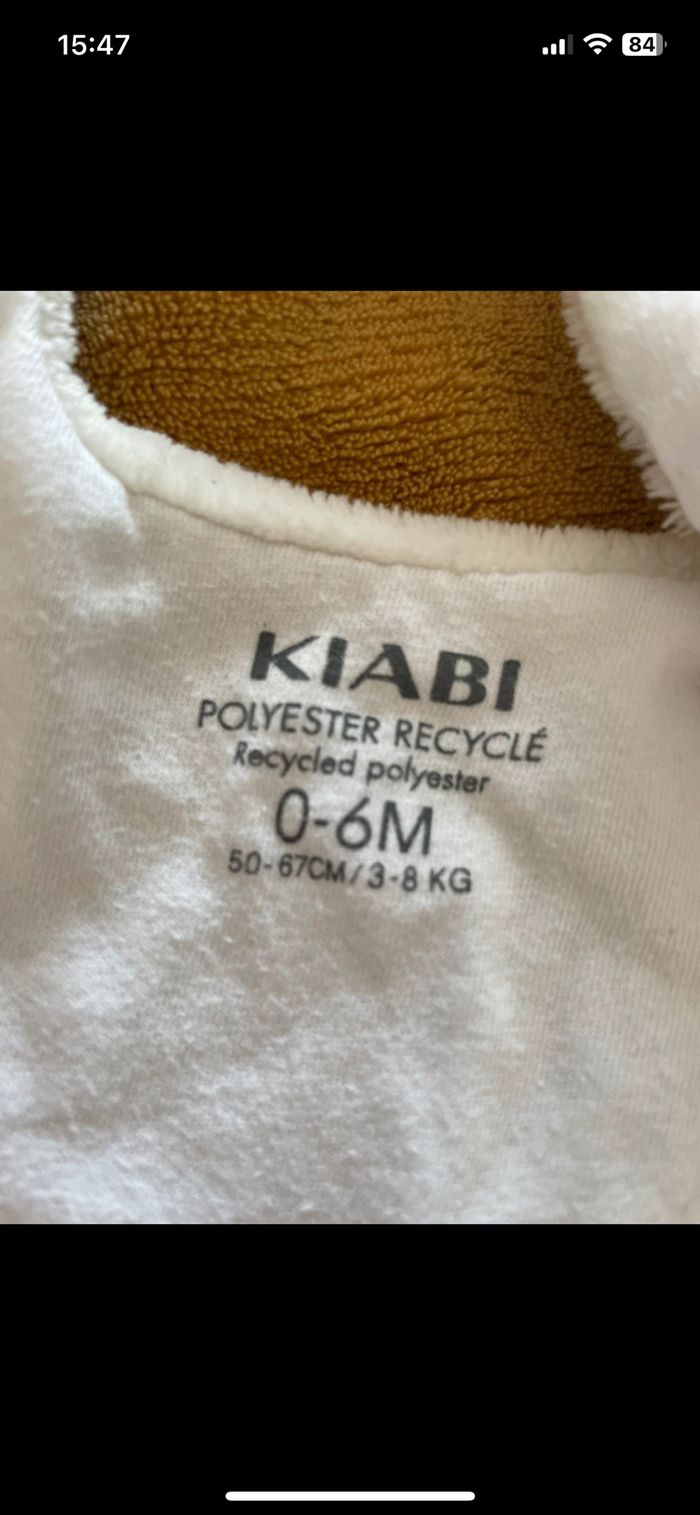 15:47
84
KIABI
POLYESTER RECYCLÉ
Recycled polyester
0-6M
50-67CM/3-8 KG